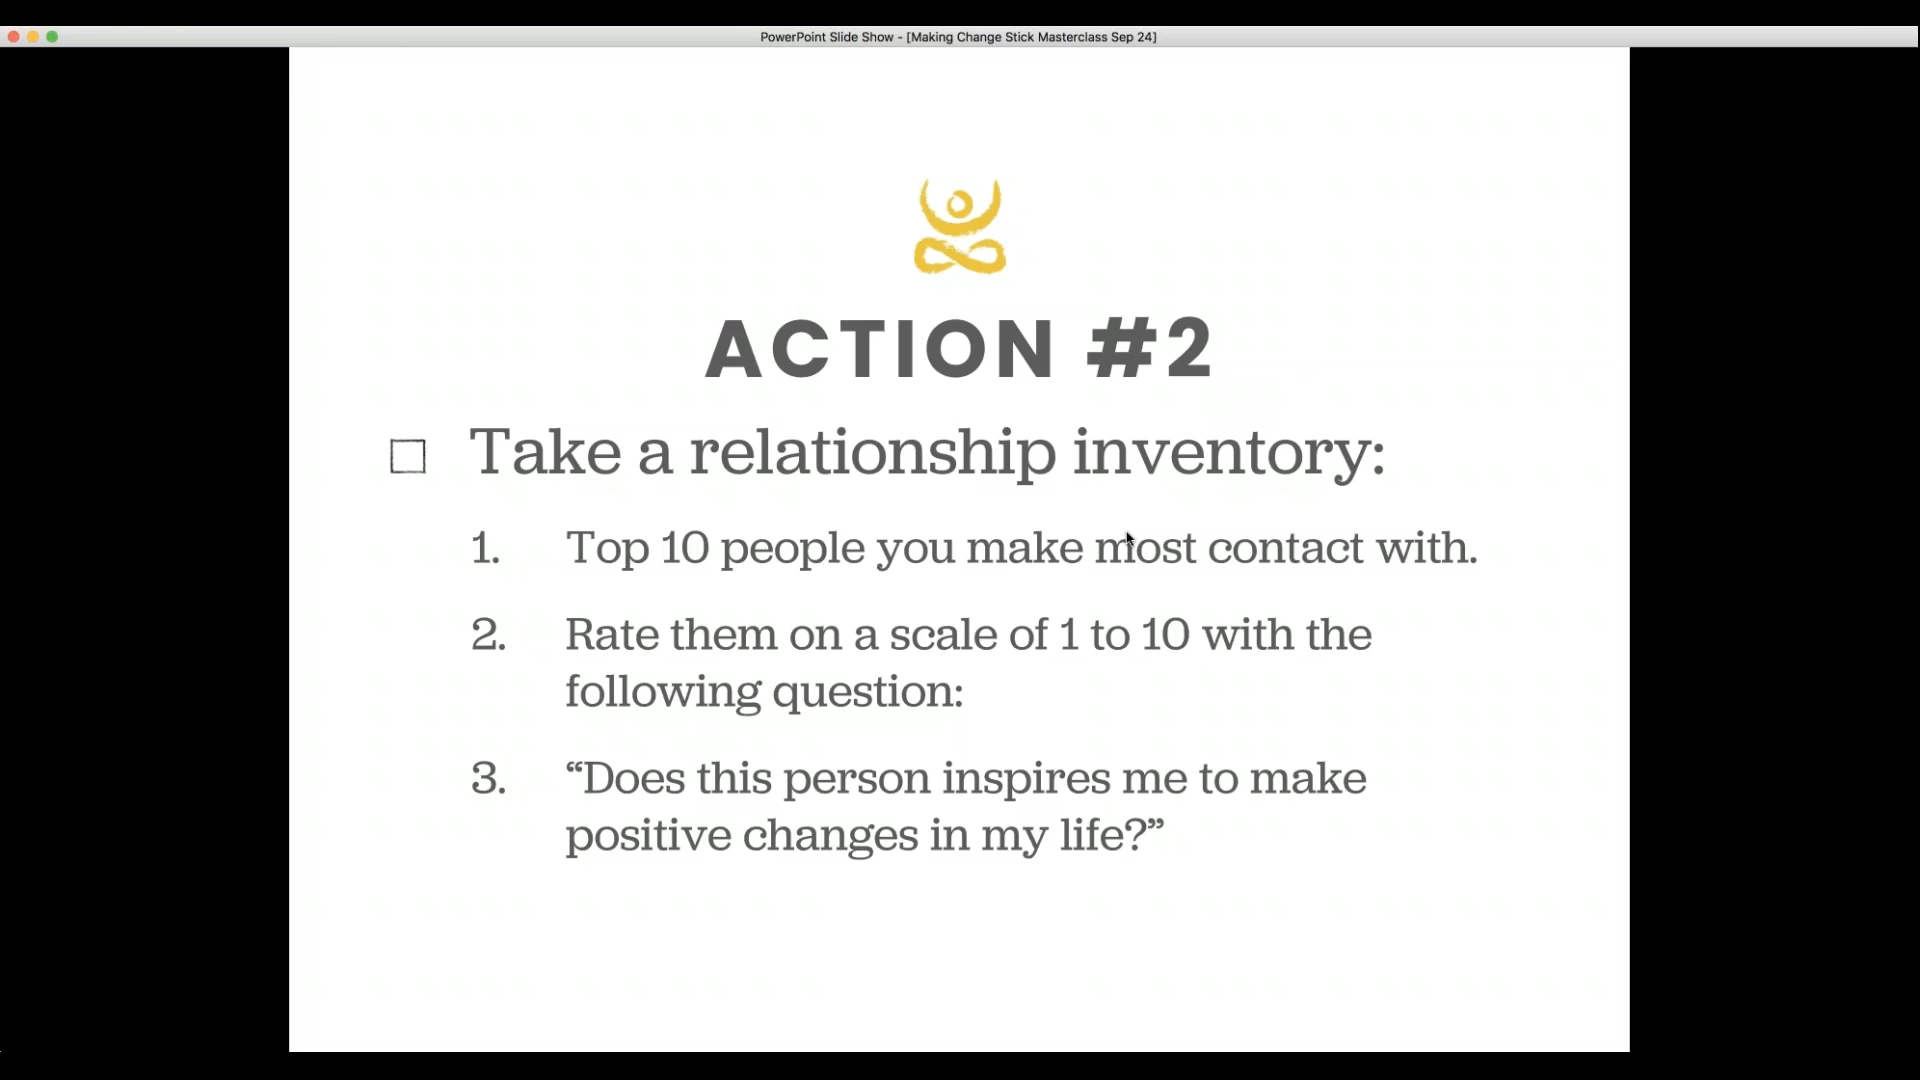 PowerPoint Slide Show - [Making Change Stick Masterclass Sep 24]
ACTION #2
Take a relationship inventory:
1. Top 10 people you make most contact with.
2. Rate them on a scale of 1 to 10 with the
following question:
3. “Does this person inspires me to make
positive changes in my life?”